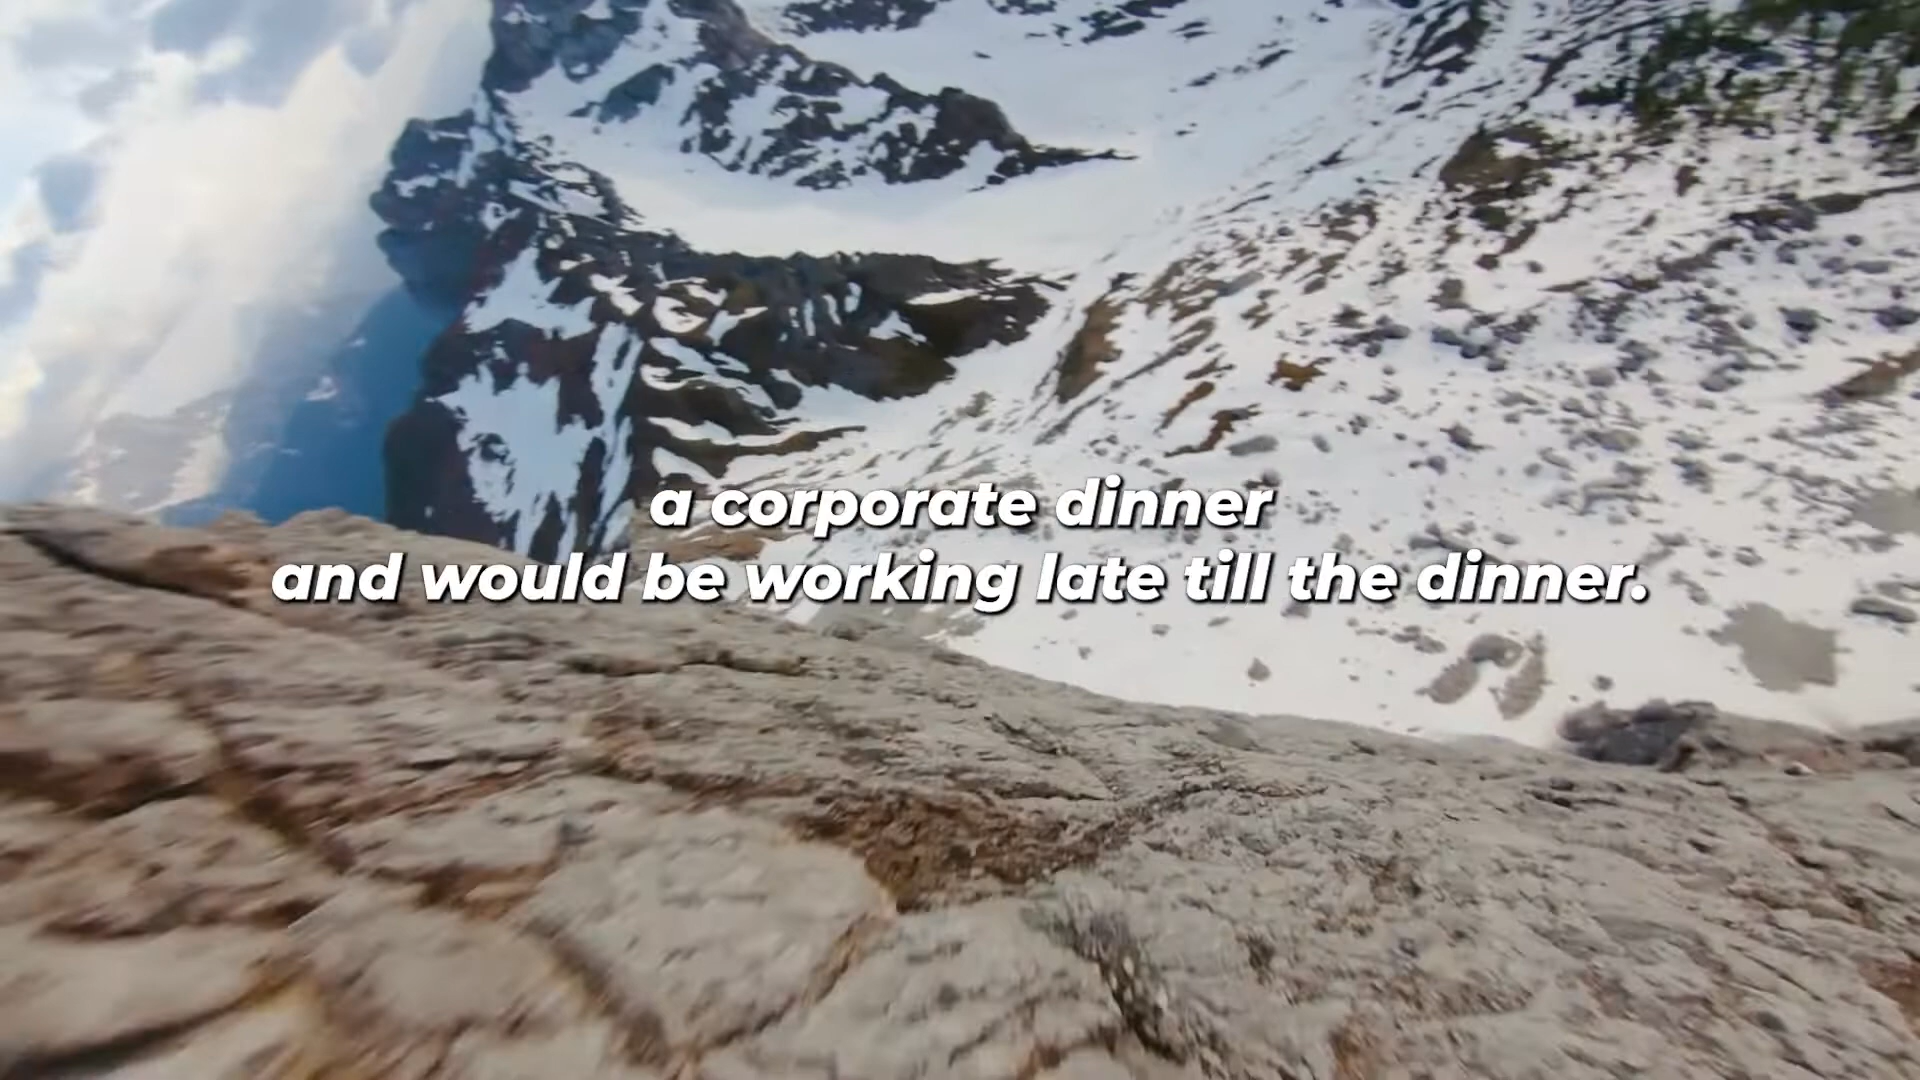 a corporate dinner
and would be working late till the dinner.